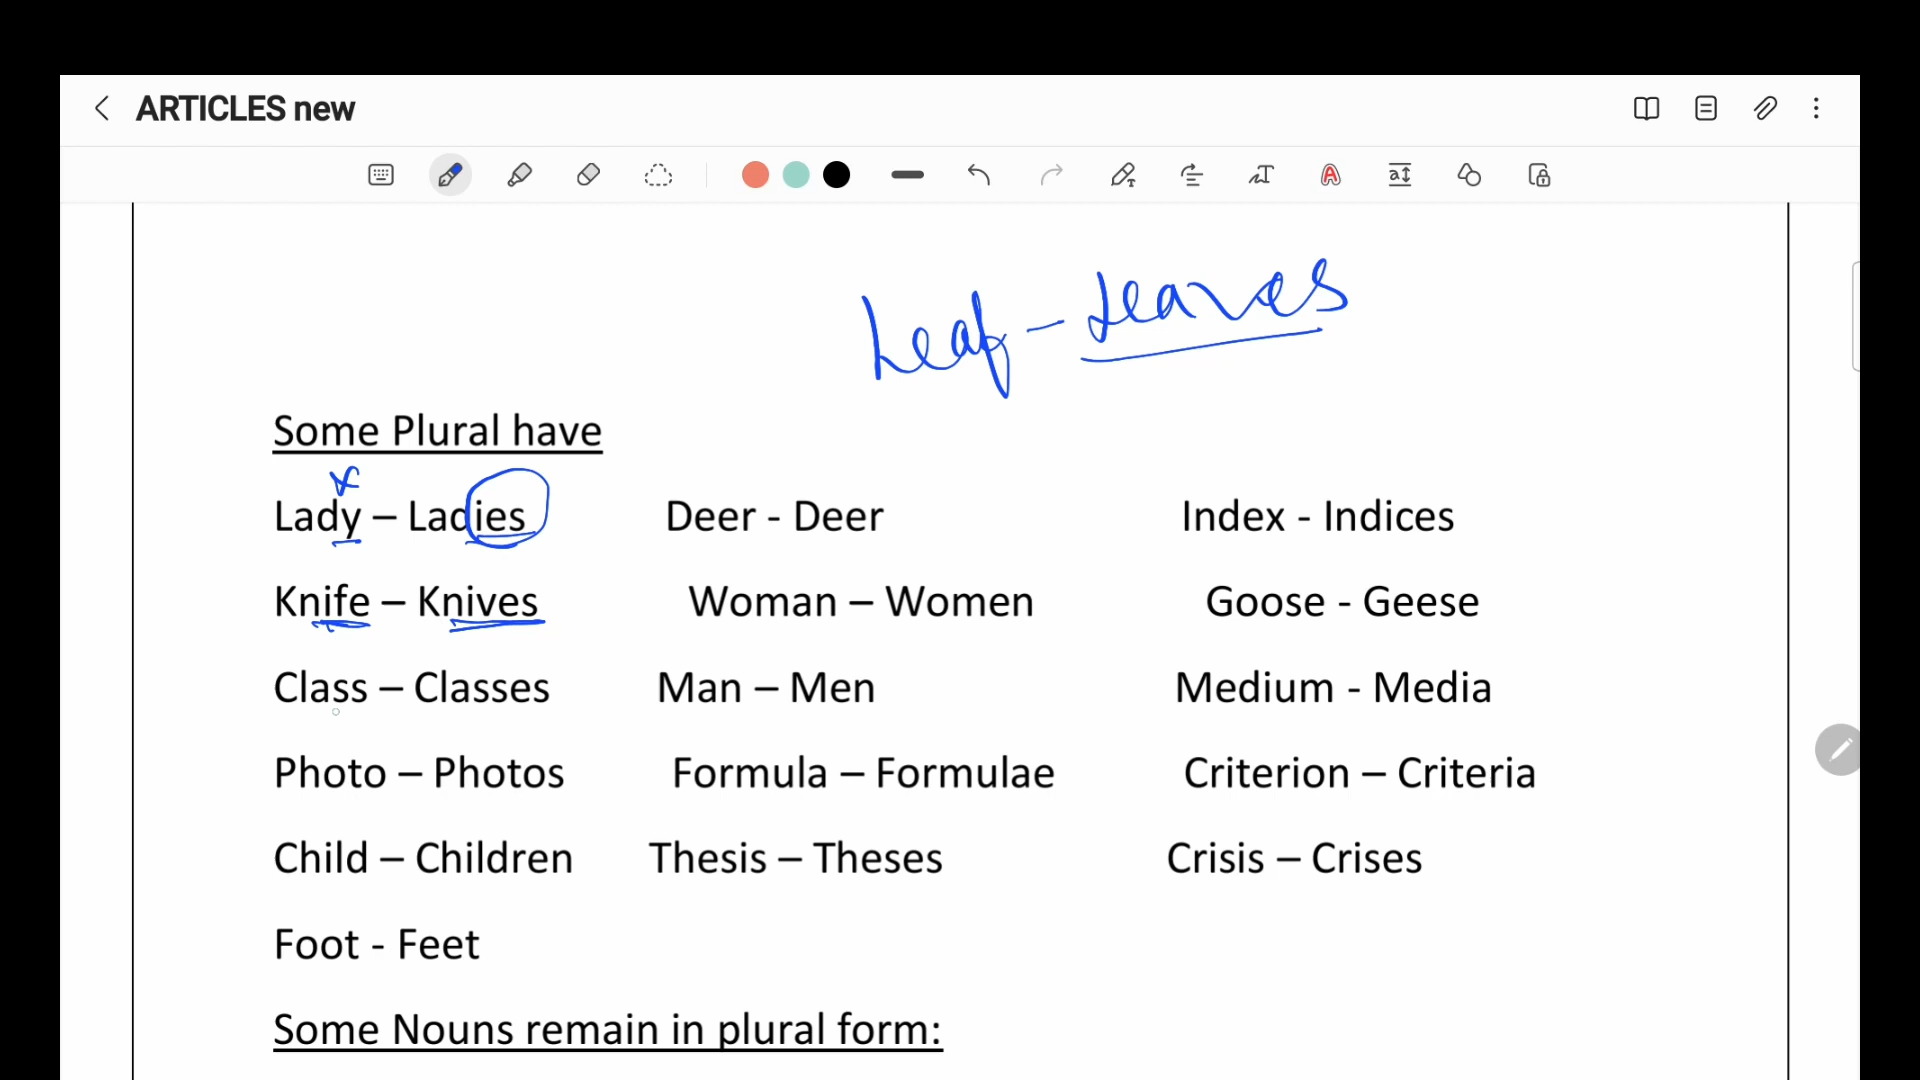 ARTICLES new
Leaf - Leaves
Some Plural have
Lady – Ladies Deer - Deer Index - Indices
Knife – Knives Woman – Women Goose - Geese
Class – Classes Man – Men Medium - Media
Photo – Photos Formula – Formulae Criterion – Criteria
Child – Children Thesis – Theses Crisis – Crises
Foot - Feet
Some Nouns remain in plural form: